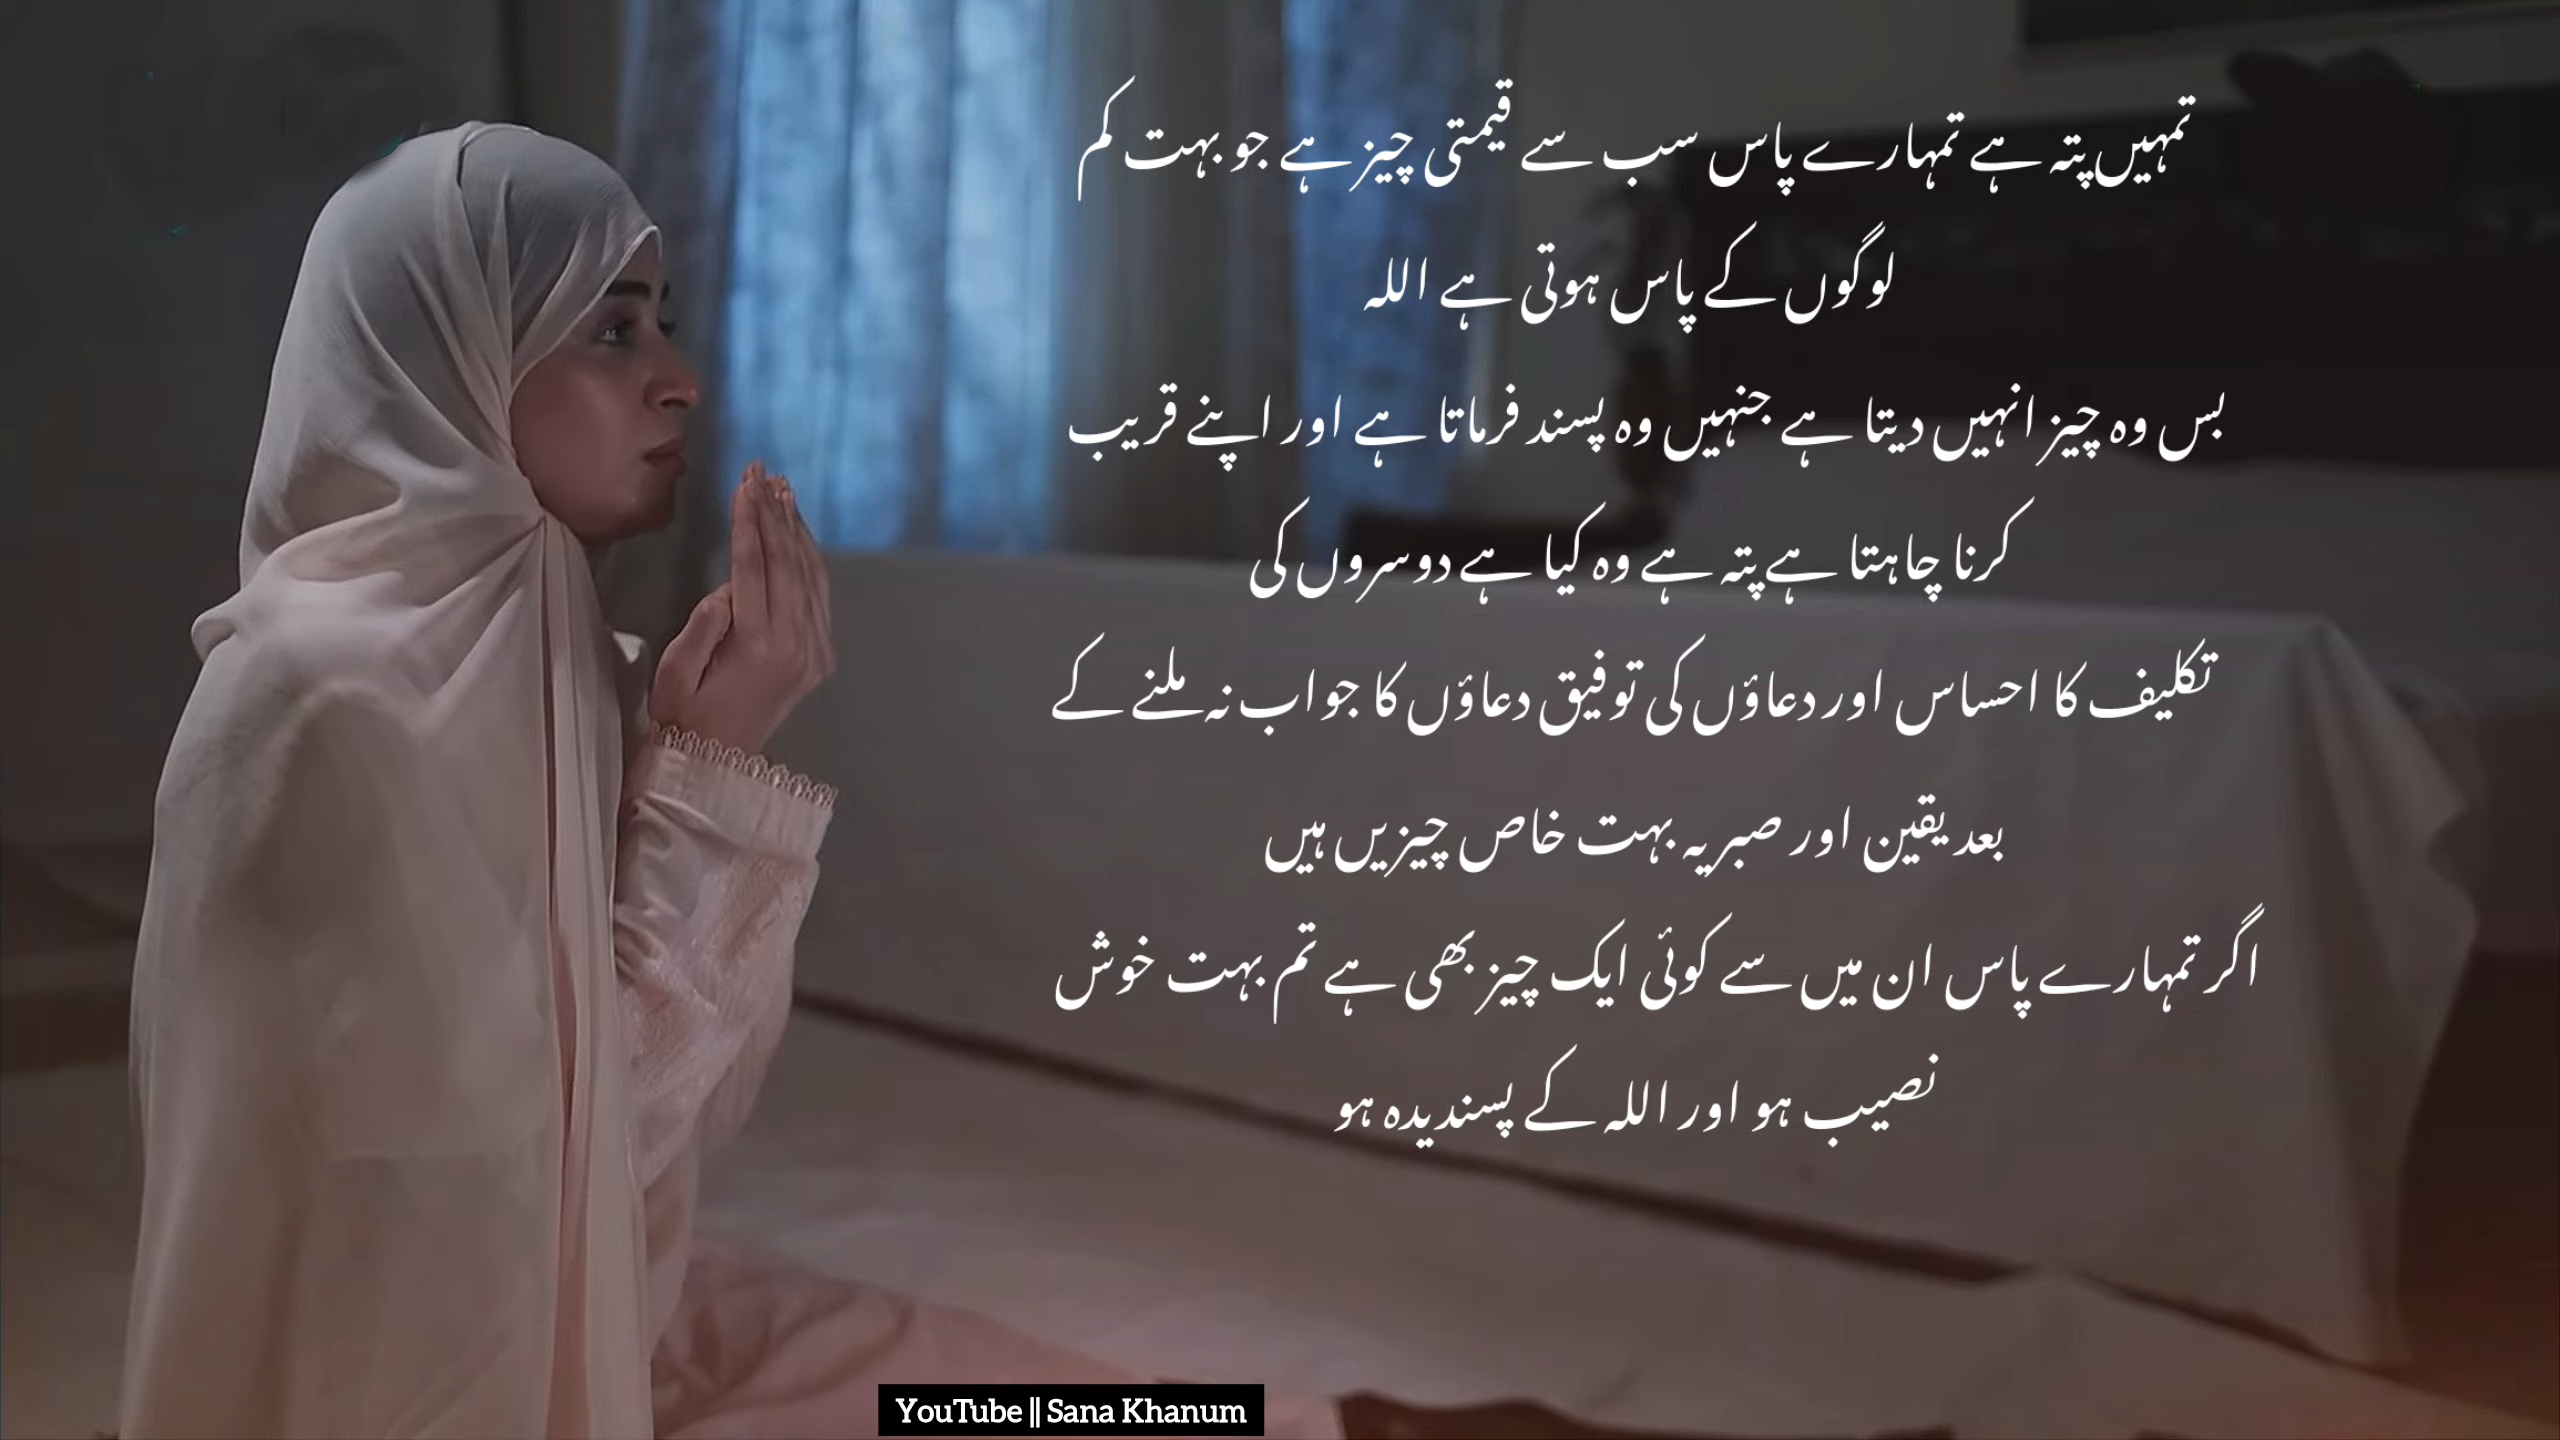 تمہیں پتہ ہے تمہارے پاس سب سے قیمتی چیز ہے جو بہت کم
لوگوں کے پاس ہوتی ہے اللہ
بس وہ چیز انہیں دیتا ہے جنہیں وہ پسند فرماتا ہے اور اپنے قریب
کرنا چاہتا ہے پتہ ہے وہ کیا ہے دوسروں کی
تکلیف کا احساس اور دعاؤں کی توفیق دعاؤں کا جواب نہ ملنے کے
بعد یقین اور صبر یہ بہت خاص چیزیں ہیں
اگر تمہارے پاس ان میں سے کوئی ایک چیز بھی ہے تم بہت خوش
نصیب ہو اور اللہ کے پسندیدہ ہو
YouTube || Sana Khanum